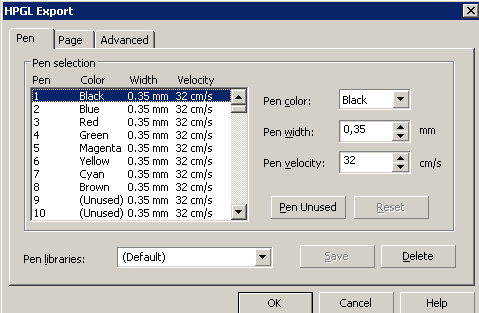 HPGL Export
Pen Page Advanced
Pen selection
Pen Color Width Velocity
1 Black 0.35 mm 32 cm/s
2 Blue 0.35 mm 32 cm/s
3 Red 0.35 mm 32 cm/s
4 Green 0.35 mm 32 cm/s
5 Magenta 0.35 mm 32 cm/s
6 Yellow 0.35 mm 32 cm/s
7 Cyan 0.35 mm 32 cm/s
8 Brown 0.35 mm 32 cm/s
9 (Unused) 0.35 mm 32 cm/s
10 (Unused) 0.35 mm 32 cm/s
Pen color: Black
Pen width: 0,35 mm
Pen velocity: 32 cm/s
Pen Unused Reset
Pen libraries: (Default) Save Delete
OK Cancel Help